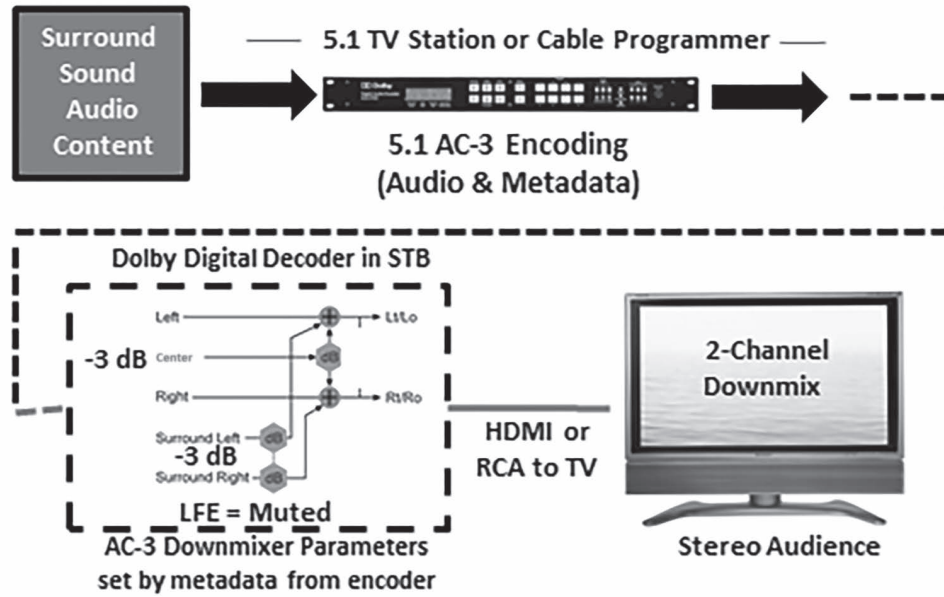 Surround
Sound
Audio
Content
5.1 TV Station or Cable Programmer
Dolby
5.1 AC-3 Encoding
(Audio & Metadata)
Dolby Digital Decoder in STB
Left
Lt/Lo
-3 dB Center dB
Right
Rt/Ro
Surround Left dB
-3 dB
Surround Right dB
LFE = Muted
AC-3 Downmixer Parameters
set by metadata from encoder
HDMI or
RCA to TV
2-Channel
Downmix
Stereo Audience